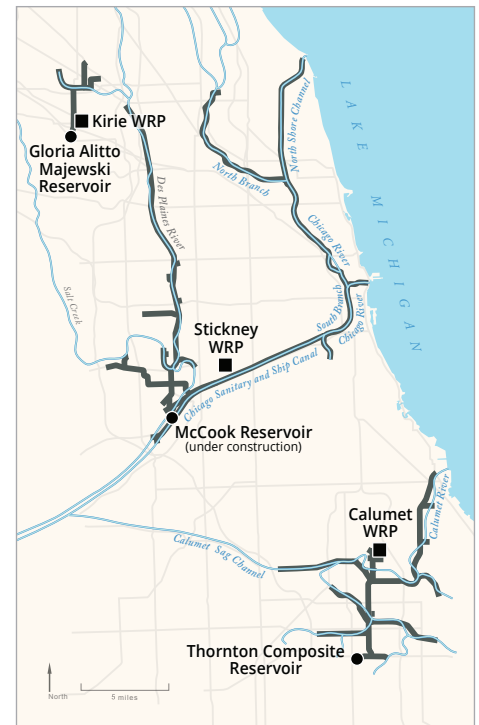 Kirie WRP
Gloria Alitto
Majewski
Reservoir
North Shore Channel
North Branch
LAKE MICHIGAN
Des Plaines River
Chicago River
Salt Creek
South Branch
Chicago River
Stickney
WRP
Chicago Sanitary and Ship Canal
McCook Reservoir
(under construction)
Calumet River
Calumet
WRP
Calumet Sag Channel
Thornton Composite
Reservoir
North
5 miles